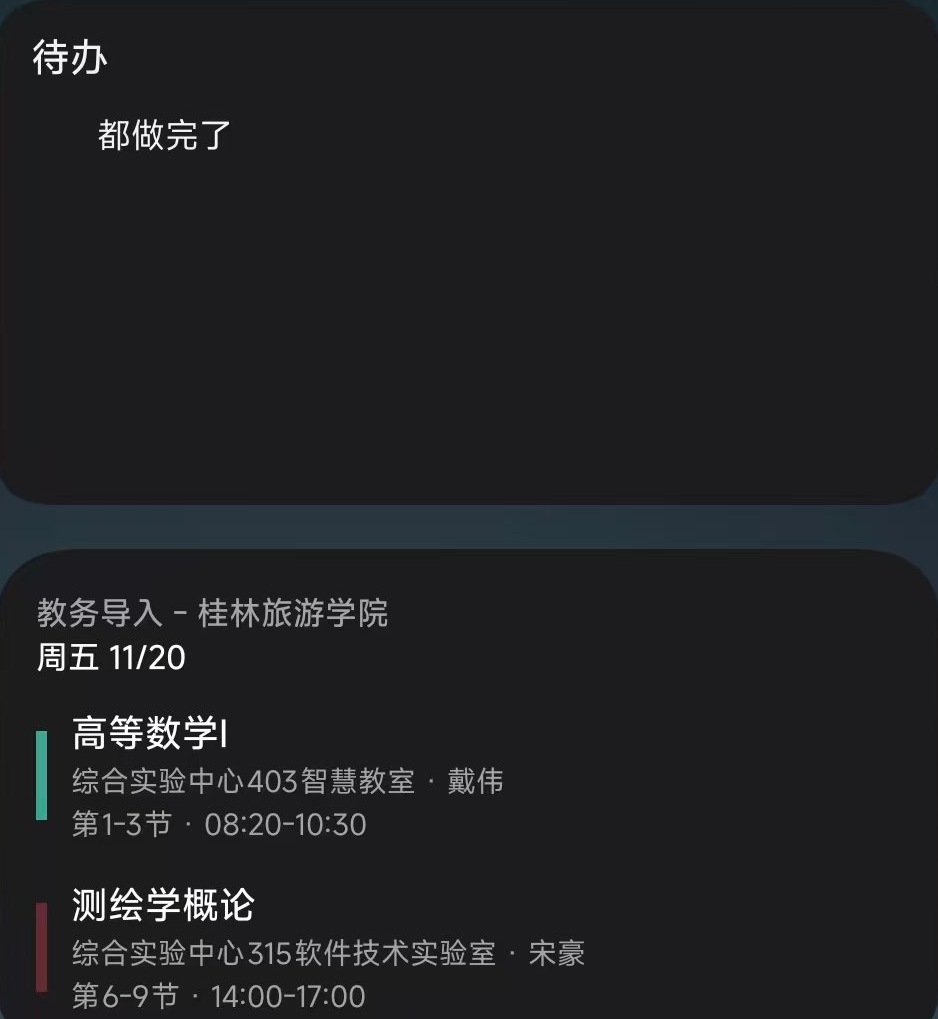 待办
都做完了
教务导入 - 桂林旅游学院
周五 11/20
高等数学I
综合实验中心403智慧教室 · 戴伟
第1-3节 · 08:20-10:30
测绘学概论
综合实验中心315软件技术实验室 · 宋豪
第6-9节 · 14:00-17:00